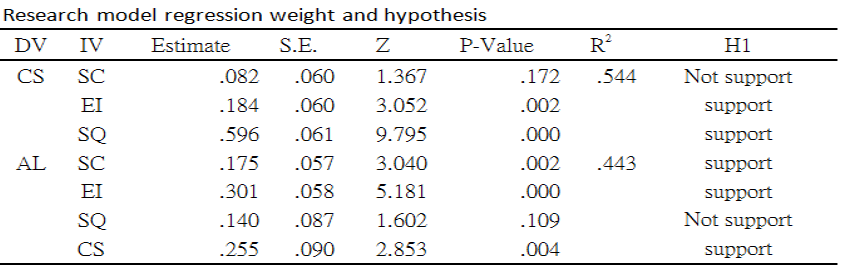 Research model regression weight and hypothesis
DV IV Estimate S.E. Z P-Value R² H1
CS SC .082 .060 1.367 .172 .544 Not support
EI .184 .060 3.052 .002 support
SQ .596 .061 9.795 .000 support
AL SC .175 .057 3.040 .002 .443 support
EI .301 .058 5.181 .000 support
SQ .140 .087 1.602 .109 Not support
CS .255 .090 2.853 .004 support